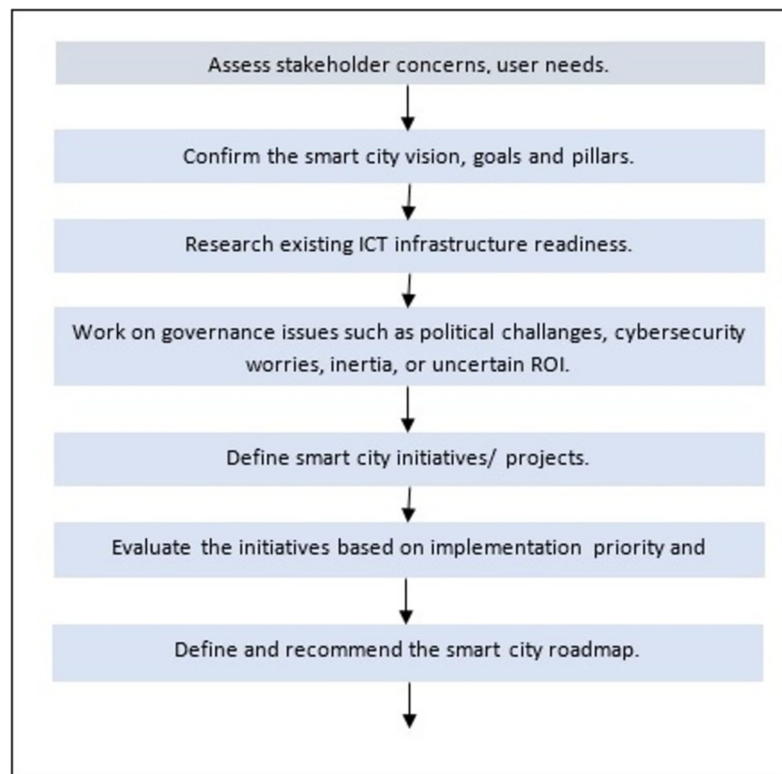 Assess stakeholder concerns, user needs.
Confirm the smart city vision, goals and pillars.
Research existing ICT infrastructure readiness.
Work on governance issues such as political challanges, cybersecurity
worries, inertia, or uncertain ROI.
Define smart city initiatives/ projects.
Evaluate the initiatives based on implementation priority and
Define and recommend the smart city roadmap.